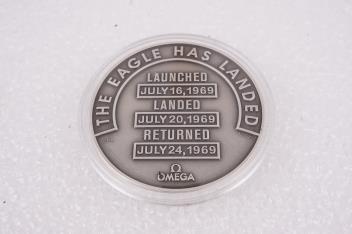 THE EAGLE HAS LANDED
LAUNCHED
JULY 16, 1969
LANDED
JULY 20, 1969
RETURNED
JULY 24, 1969
Ω
OMEGA